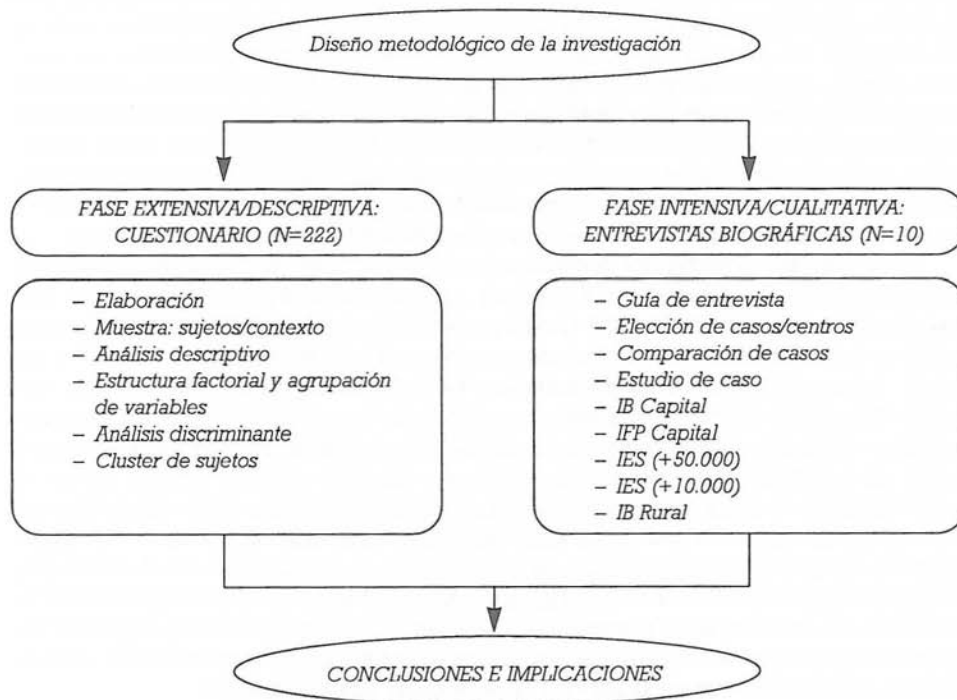 Diseño metodológico de la investigación
FASE EXTENSIVA/DESCRIPTIVA:
CUESTIONARIO (N=222)
– Elaboración
– Muestra: sujetos/contexto
– Análisis descriptivo
– Estructura factorial y agrupación
de variables
– Análisis discriminante
– Cluster de sujetos
FASE INTENSIVA/CUALITATIVA:
ENTREVISTAS BIOGRÁFICAS (N=10)
– Guía de entrevista
– Elección de casos/centros
– Comparación de casos
– Estudio de caso
– IB Capital
– IFP Capital
– IES (+50.000)
– IES (+10.000)
– IB Rural
CONCLUSIONES E IMPLICACIONES